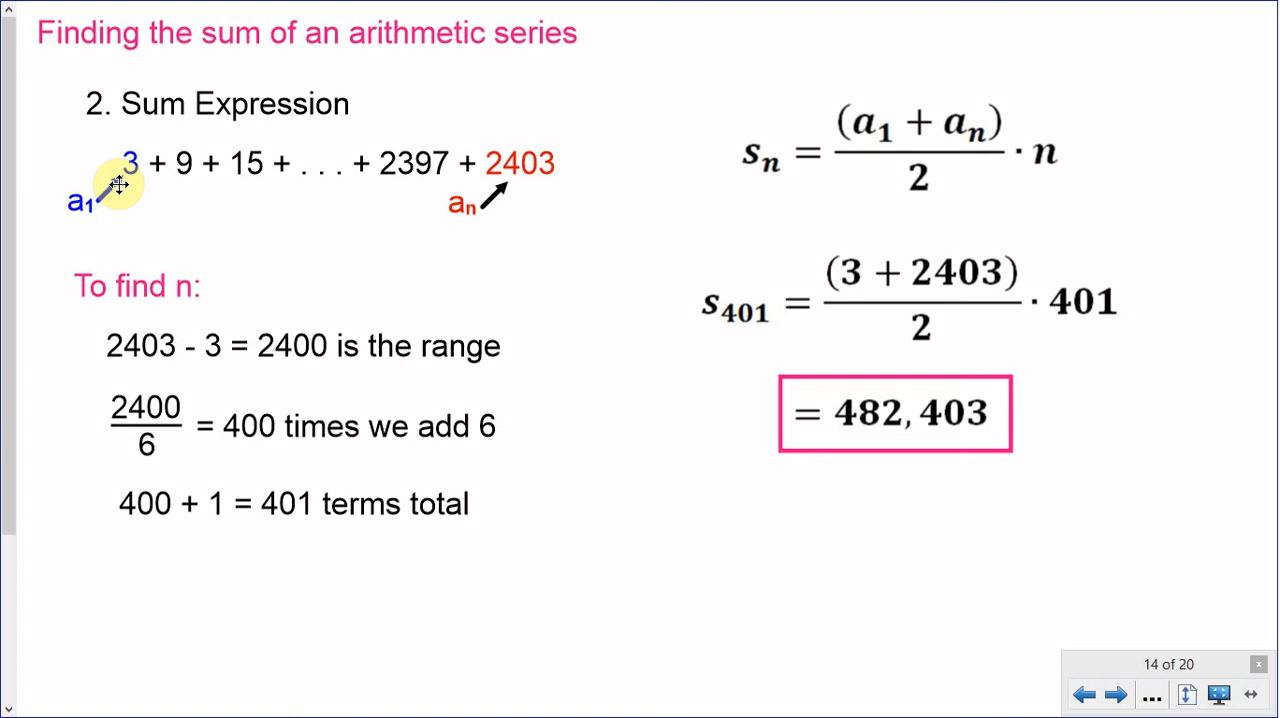 Finding the sum of an arithmetic series
2. Sum Expression
3 + 9 + 15 + . . . + 2397 + 2403
a₁
aₙ
To find n:
2403 - 3 = 2400 is the range
2400/6 = 400 times we add 6
400 + 1 = 401 terms total
sₙ = (a₁ + aₙ)/2 · n
s₄₀₁ = (3 + 2403)/2 · 401
= 482,403
14 of 20